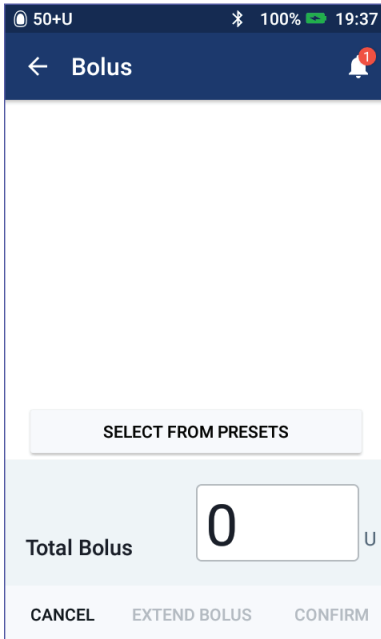 50+U 100% 19:37
Bolus 1
SELECT FROM PRESETS
Total Bolus 0 U
CANCEL EXTEND BOLUS CONFIRM